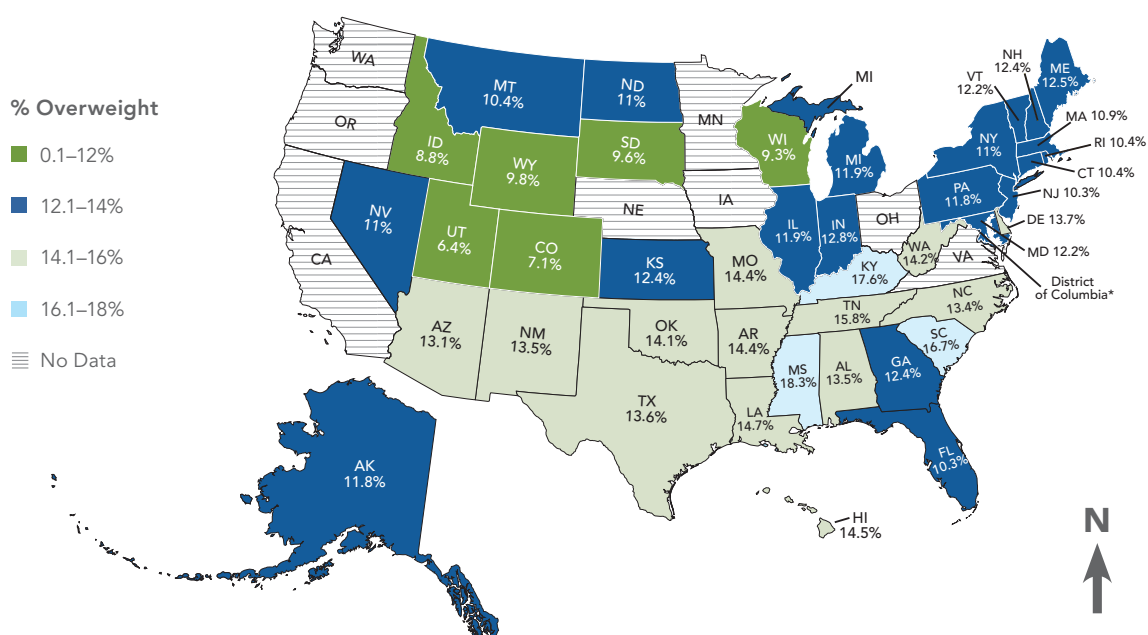 % Overweight
0.1–12%
12.1–14%
14.1–16%
16.1–18%
No Data
WA
OR
CA
ID
8.8%
MT
10.4%
ND
11%
SD
9.6%
WY
9.8%
NV
11%
UT
6.4%
CO
7.1%
NE
KS
12.4%
MN
IA
WI
9.3%
MI
MI
11.9%
IL
11.9%
IN
12.8%
OH
MO
14.4%
KY
17.6%
WA
14.2%
VA
TN
15.8%
NC
13.4%
SC
16.7%
AZ
13.1%
NM
13.5%
OK
14.1%
AR
14.4%
TX
13.6%
LA
14.7%
MS
18.3%
AL
13.5%
GA
12.4%
FL
10.3%
NY
11%
PA
11.8%
VT
12.2%
NH
12.4%
ME
12.5%
MA 10.9%
RI 10.4%
CT 10.4%
NJ 10.3%
DE 13.7%
MD 12.2%
District
of Columbia*
AK
11.8%
HI
14.5%
N